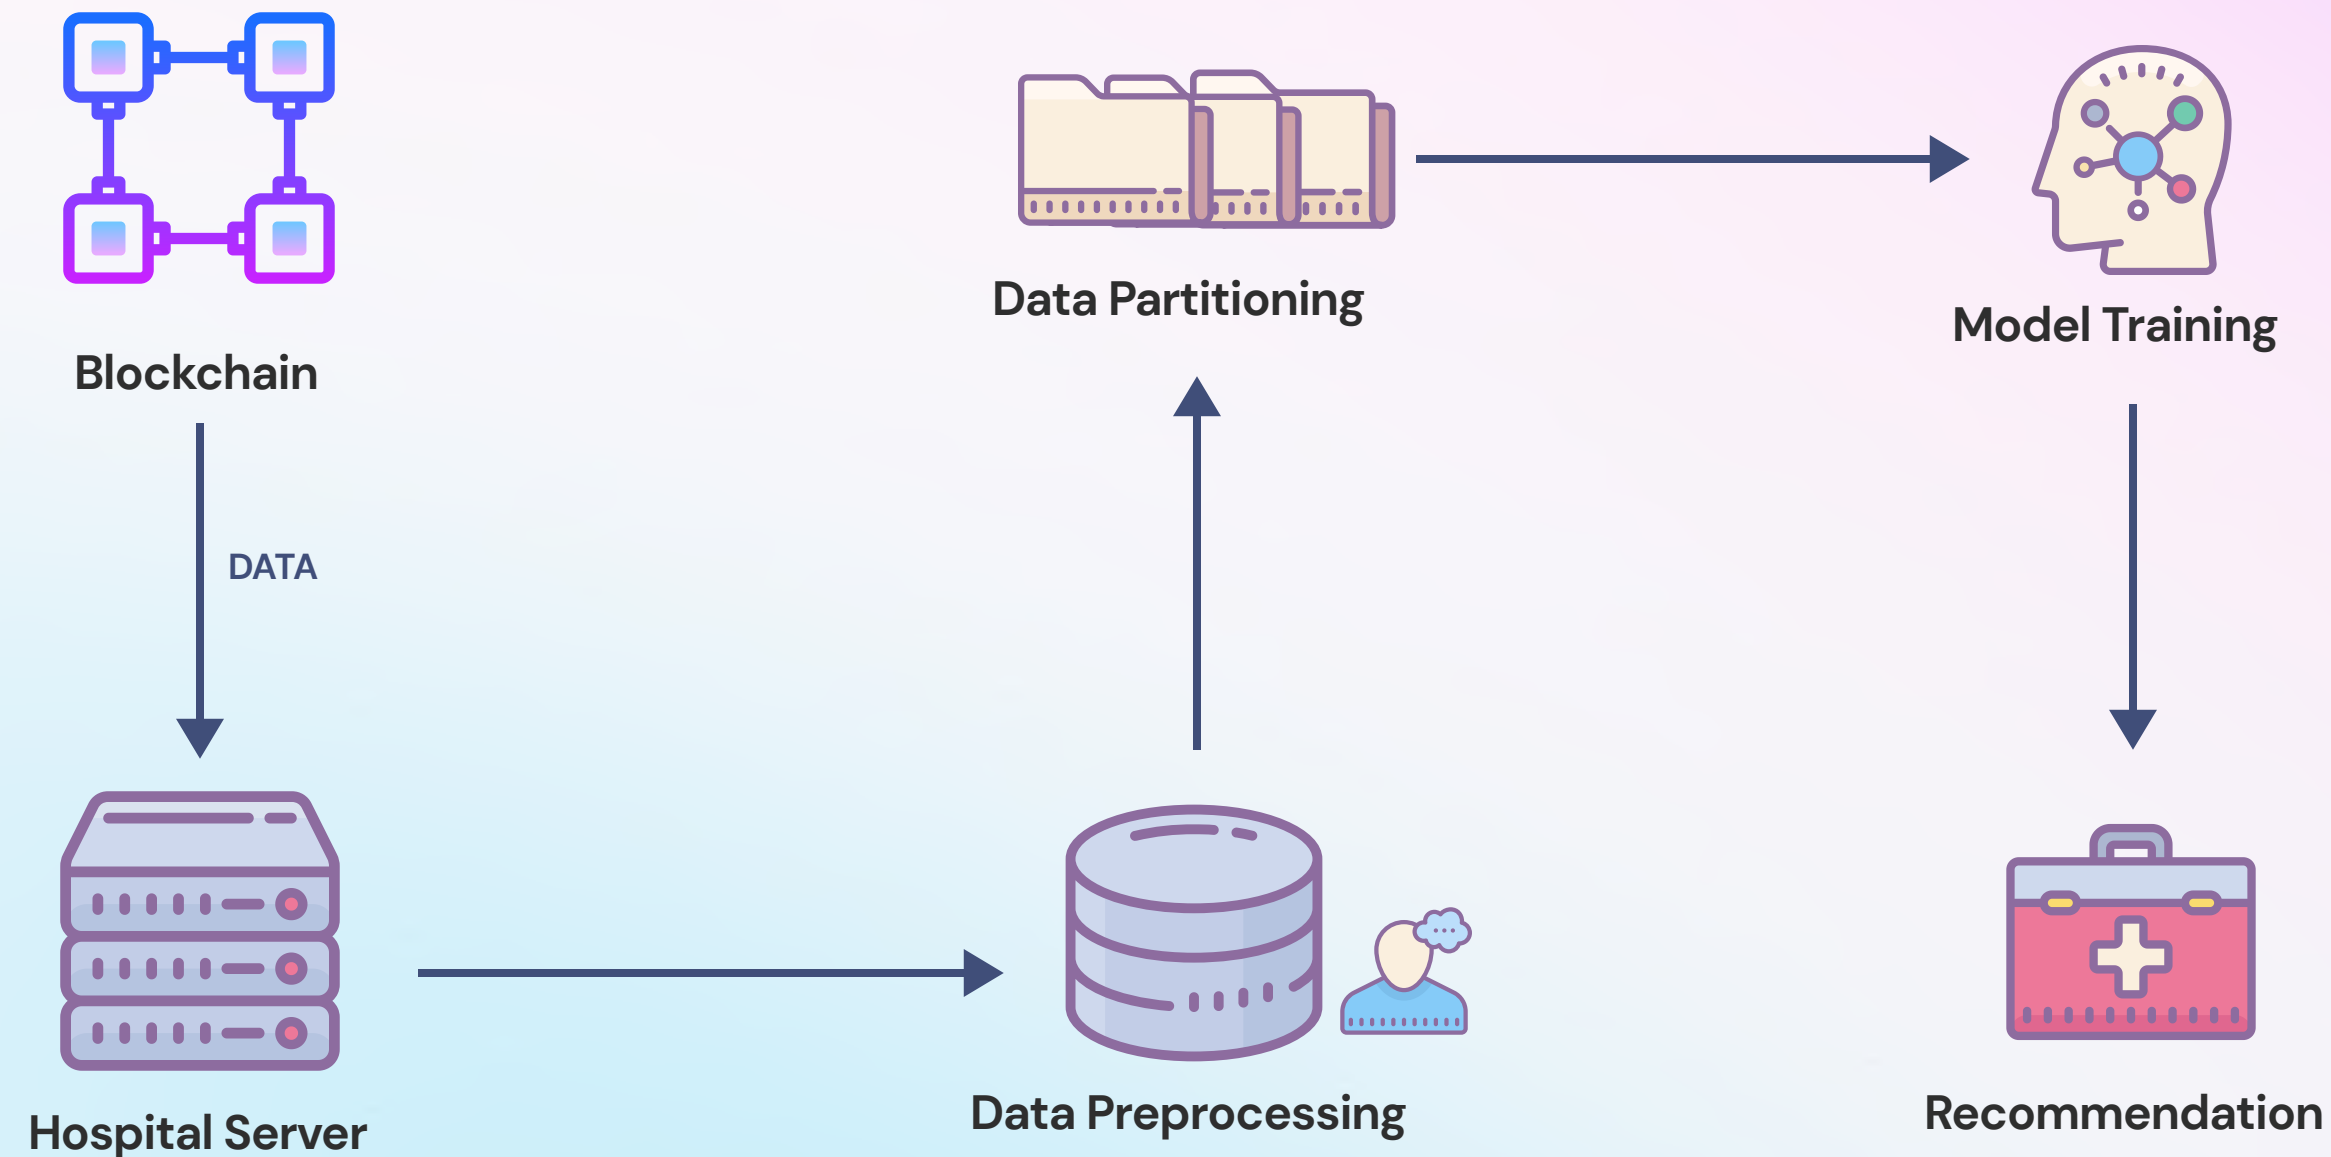 Blockchain
DATA
Hospital Server
Data Preprocessing
Data Partitioning
Model Training
Recommendation